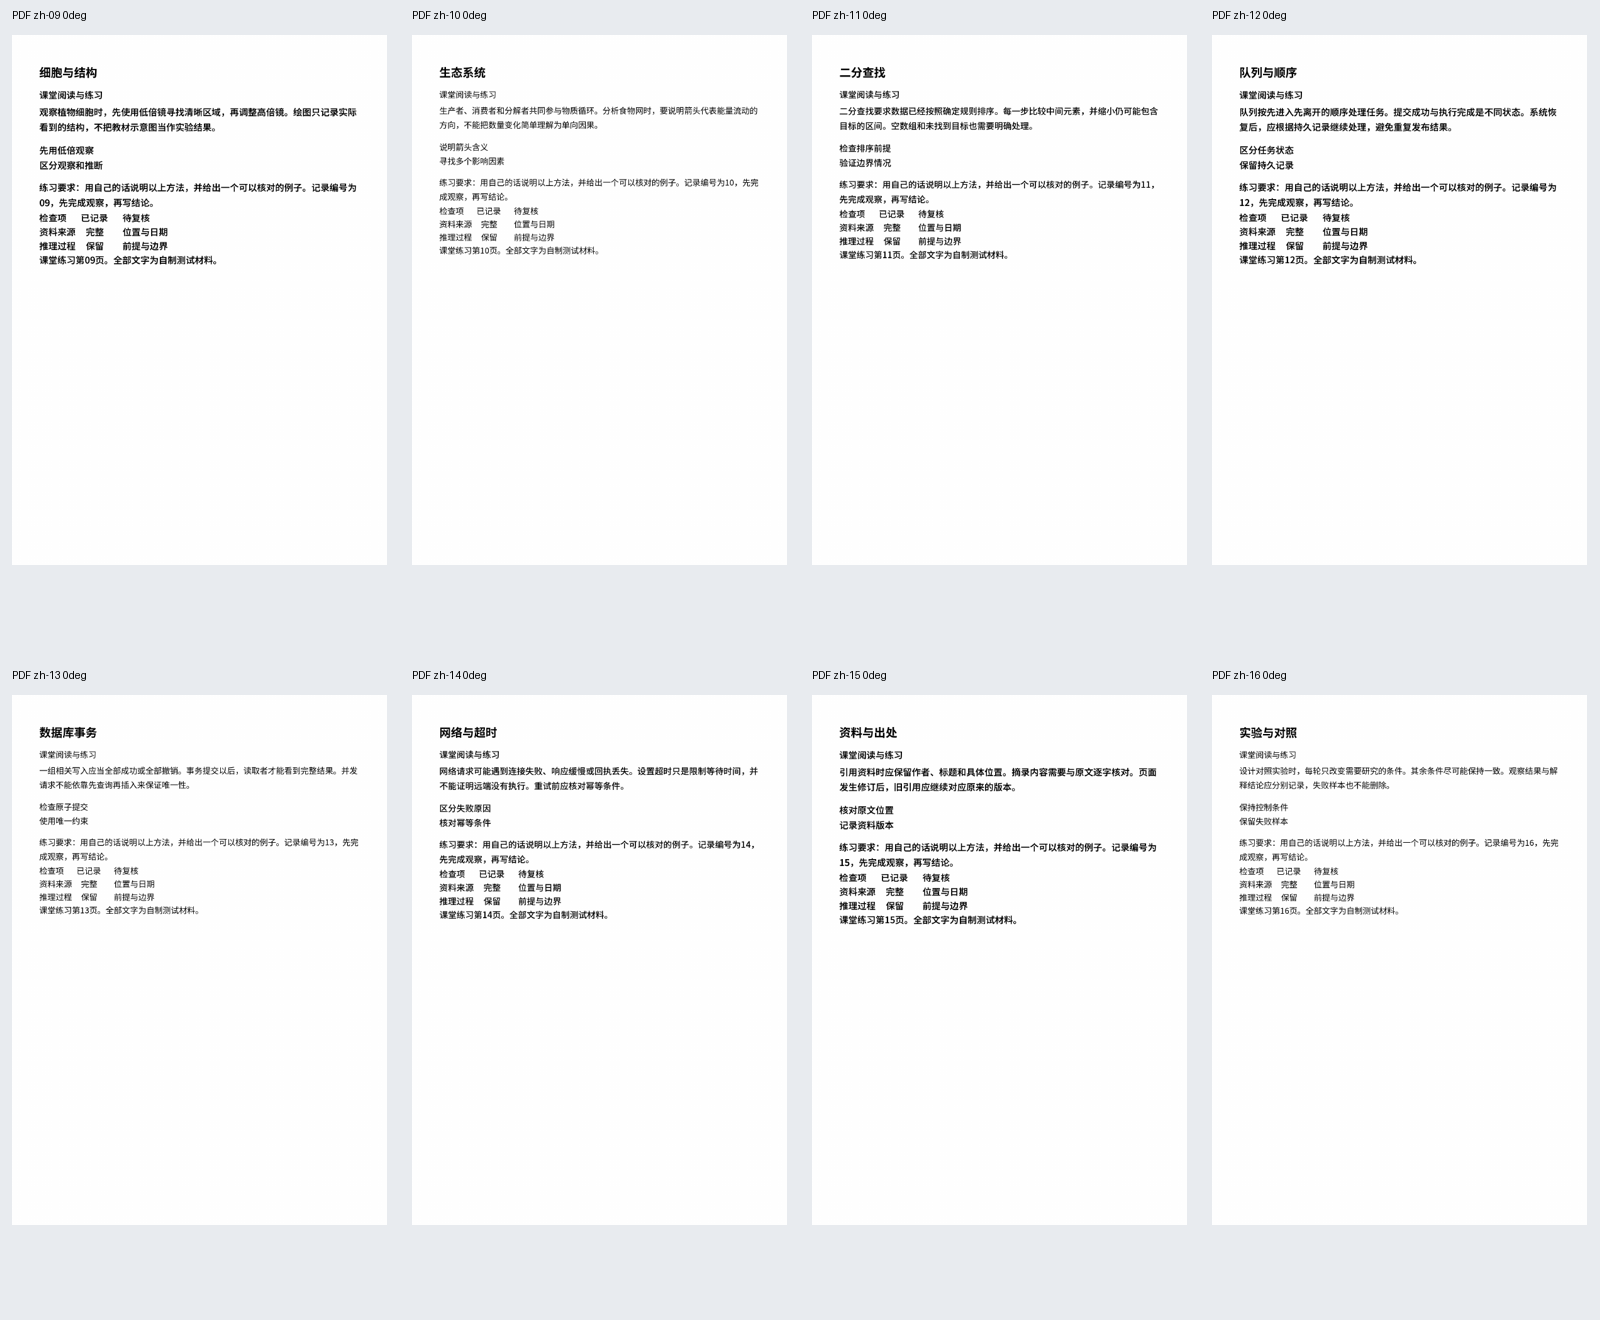 PDF zh-09 0deg
细胞与结构
课堂阅读与练习
观察植物细胞时，先使用低倍镜寻找清晰区域，再调整高倍镜。绘图只记录实际
看到的结构，不把教材示意图当作实验结果。
先用低倍观察
区分观察和推断
练习要求：用自己的话说明以上方法，并给出一个可以核对的例子。记录编号为
09，先完成观察，再写结论。
检查项 已记录 待复核
资料来源 完整 位置与日期
推理过程 保留 前提与边界
课堂练习第09页。全部文字为自制测试材料。
PDF zh-10 0deg
生态系统
课堂阅读与练习
生产者、消费者和分解者共同参与物质循环。分析食物网时，要说明箭头代表能量流动的
方向，不能把数量变化简单理解为单向因果。
说明箭头含义
寻找多个影响因素
练习要求：用自己的话说明以上方法，并给出一个可以核对的例子。记录编号为10，先完
成观察，再写结论。
检查项 已记录 待复核
资料来源 完整 位置与日期
推理过程 保留 前提与边界
课堂练习第10页。全部文字为自制测试材料。
PDF zh-11 0deg
二分查找
课堂阅读与练习
二分查找要求数据已经按照确定规则排序。每一步比较中间元素，并缩小仍可能包含
目标的区间。空数组和未找到目标也需要明确处理。
检查排序前提
验证边界情况
练习要求：用自己的话说明以上方法，并给出一个可以核对的例子。记录编号为11，
先完成观察，再写结论。
检查项 已记录 待复核
资料来源 完整 位置与日期
推理过程 保留 前提与边界
课堂练习第11页。全部文字为自制测试材料。
PDF zh-12 0deg
队列与顺序
课堂阅读与练习
队列按先进入先离开的顺序处理任务。提交成功与执行完成是不同状态。系统恢
复后，应根据持久记录继续处理，避免重复发布结果。
区分任务状态
保留持久记录
练习要求：用自己的话说明以上方法，并给出一个可以核对的例子。记录编号为
12，先完成观察，再写结论。
检查项 已记录 待复核
资料来源 完整 位置与日期
推理过程 保留 前提与边界
课堂练习第12页。全部文字为自制测试材料。
PDF zh-13 0deg
数据库事务
课堂阅读与练习
一组相关写入应当全部成功或全部撤销。事务提交以后，读取者才能看到完整结果。并发
请求不能依靠先查询再插入来保证唯一性。
检查原子提交
使用唯一约束
练习要求：用自己的话说明以上方法，并给出一个可以核对的例子。记录编号为13，先完
成观察，再写结论。
检查项 已记录 待复核
资料来源 完整 位置与日期
推理过程 保留 前提与边界
课堂练习第13页。全部文字为自制测试材料。
PDF zh-14 0deg
网络与超时
课堂阅读与练习
网络请求可能遇到连接失败、响应缓慢或回执丢失。设置超时只是限制等待时间，并
不能证明远端没有执行。重试前应核对幂等条件。
区分失败原因
核对幂等条件
练习要求：用自己的话说明以上方法，并给出一个可以核对的例子。记录编号为14，
先完成观察，再写结论。
检查项 已记录 待复核
资料来源 完整 位置与日期
推理过程 保留 前提与边界
课堂练习第14页。全部文字为自制测试材料。
PDF zh-15 0deg
资料与出处
课堂阅读与练习
引用资料时应保留作者、标题和具体位置。摘录内容需要与原文逐字核对。页面
发生修订后，旧引用应继续对应原来的版本。
核对原文位置
记录资料版本
练习要求：用自己的话说明以上方法，并给出一个可以核对的例子。记录编号为
15，先完成观察，再写结论。
检查项 已记录 待复核
资料来源 完整 位置与日期
推理过程 保留 前提与边界
课堂练习第15页。全部文字为自制测试材料。
PDF zh-16 0deg
实验与对照
课堂阅读与练习
设计对照实验时，每轮只改变需要研究的条件。其余条件尽可能保持一致。观察结果与解
释结论应分别记录，失败样本也不能删除。
保持控制条件
保留失败样本
练习要求：用自己的话说明以上方法，并给出一个可以核对的例子。记录编号为16，先完
成观察，再写结论。
检查项 已记录 待复核
资料来源 完整 位置与日期
推理过程 保留 前提与边界
课堂练习第16页。全部文字为自制测试材料。